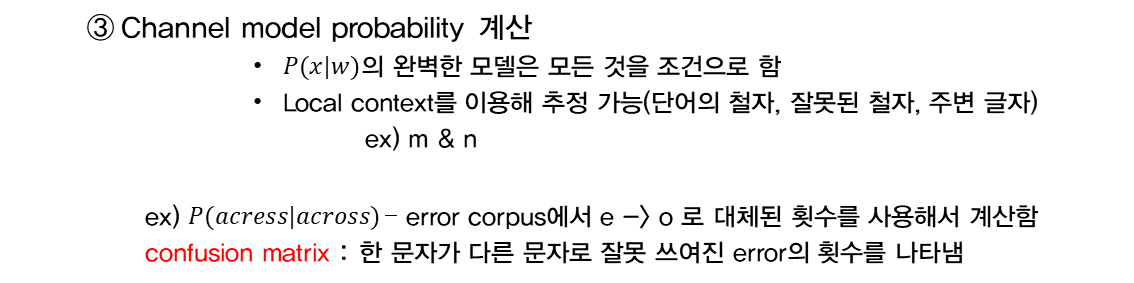 ③ Channel model probability 계산
• P(x|w)의 완벽한 모델은 모든 것을 조건으로 함
• Local context를 이용해 추정 가능(단어의 철자, 잘못된 철자, 주변 글자)
ex) m & n
ex) P(acress|across) – error corpus에서 e -> o 로 대체된 횟수를 사용해서 계산함
confusion matrix : 한 문자가 다른 문자로 잘못 쓰여진 error의 횟수를 나타냄